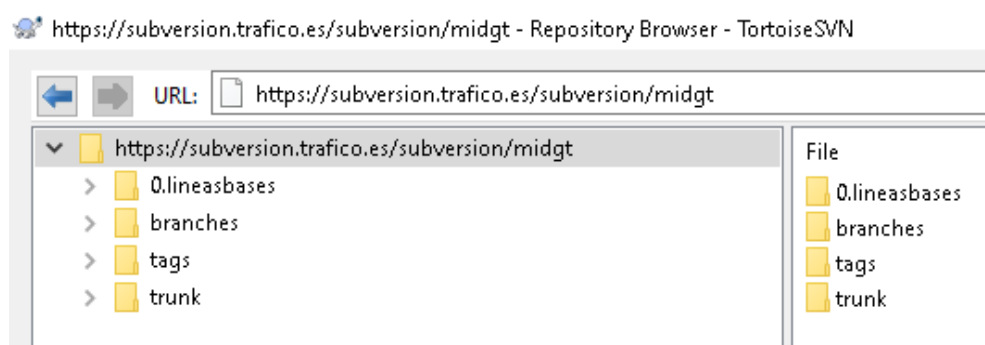 https://subversion.trafico.es/subversion/midgt - Repository Browser - TortoiseSVN
URL: https://subversion.trafico.es/subversion/midgt
https://subversion.trafico.es/subversion/midgt
0.lineasbases
branches
tags
trunk
File
0.lineasbases
branches
tags
trunk